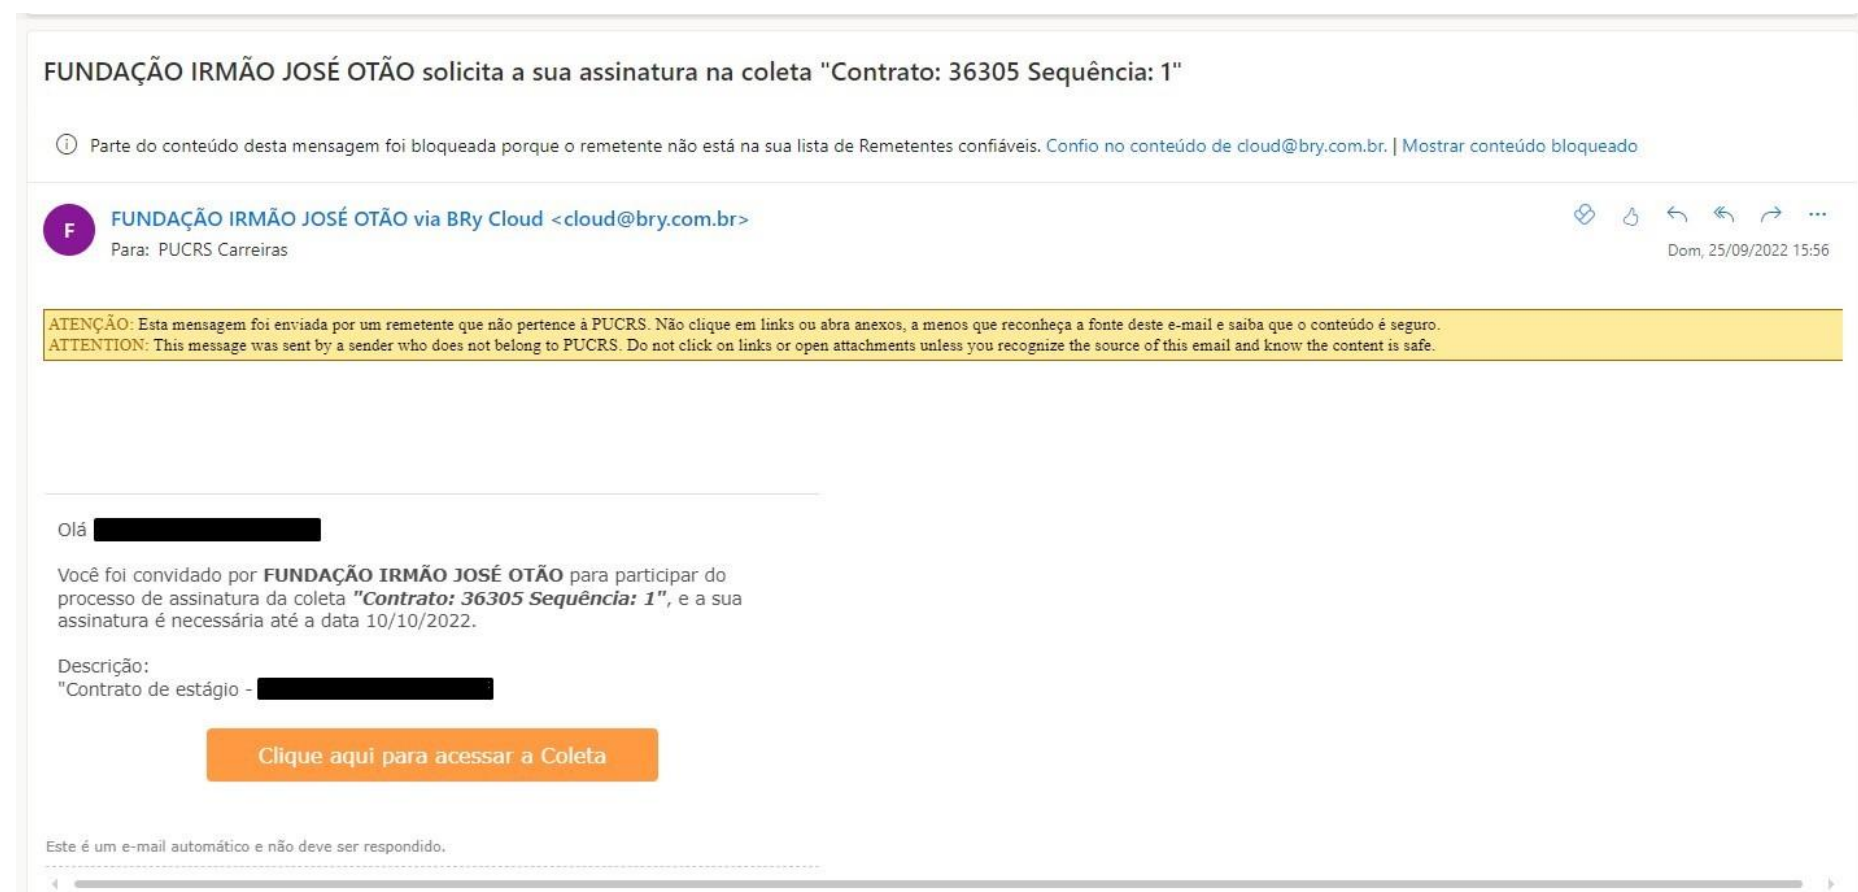 FUNDAÇÃO IRMÃO JOSÉ OTÃO solicita a sua assinatura na coleta "Contrato: 36305 Sequência: 1"
Parte do conteúdo desta mensagem foi bloqueada porque o remetente não está na sua lista de Remetentes confiáveis. Confio no conteúdo de cloud@bry.com.br. | Mostrar conteúdo bloqueado
F
FUNDAÇÃO IRMÃO JOSÉ OTÃO via BRy Cloud <cloud@bry.com.br>
Para: PUCRS Carreiras
Dom, 25/09/2022 15:56
ATENÇÃO: Esta mensagem foi enviada por um remetente que não pertence à PUCRS. Não clique em links ou abra anexos, a menos que reconheça a fonte deste e-mail e saiba que o conteúdo é seguro.
ATTENTION: This message was sent by a sender who does not belong to PUCRS. Do not click on links or open attachments unless you recognize the source of this email and know the content is safe.
Olá
Você foi convidado por FUNDAÇÃO IRMÃO JOSÉ OTÃO para participar do
processo de assinatura da coleta "Contrato: 36305 Sequência: 1", e a sua
assinatura é necessária até a data 10/10/2022.
Descrição:
"Contrato de estágio -
Clique aqui para acessar a Coleta
Este é um e-mail automático e não deve ser respondido.